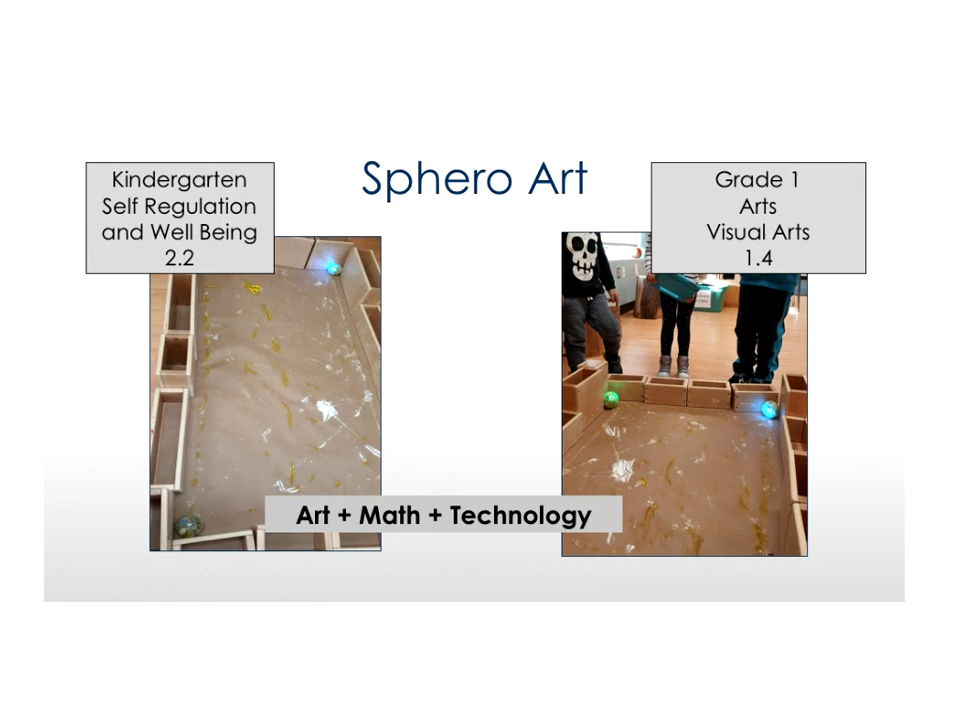 Kindergarten
Self Regulation
and Well Being
2.2
Sphero Art
Grade 1
Arts
Visual Arts
1.4
Art + Math + Technology